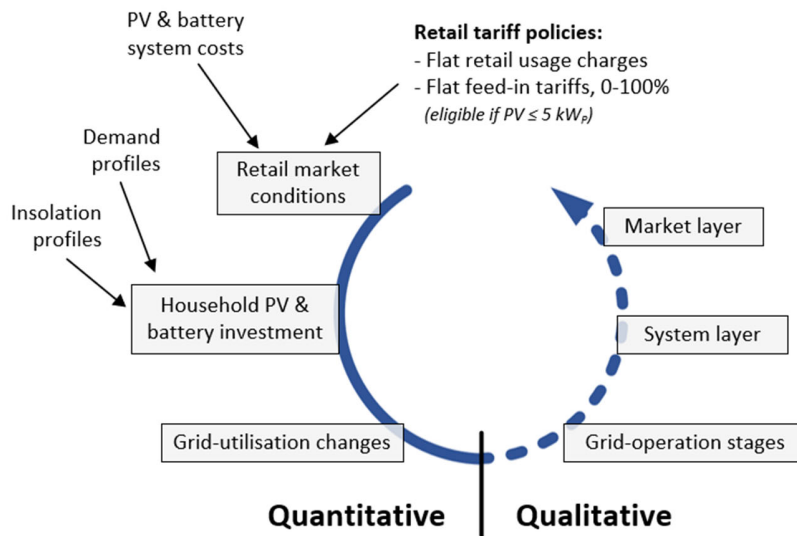 PV & battery
system costs
Retail tariff policies:
- Flat retail usage charges
- Flat feed-in tariffs, 0-100%
(eligible if PV ≤ 5 kWₚ)
Demand
profiles
Retail market
conditions
Insolation
profiles
Market layer
Household PV &
battery investment
System layer
Grid-utilisation changes
Grid-operation stages
Quantitative
Qualitative